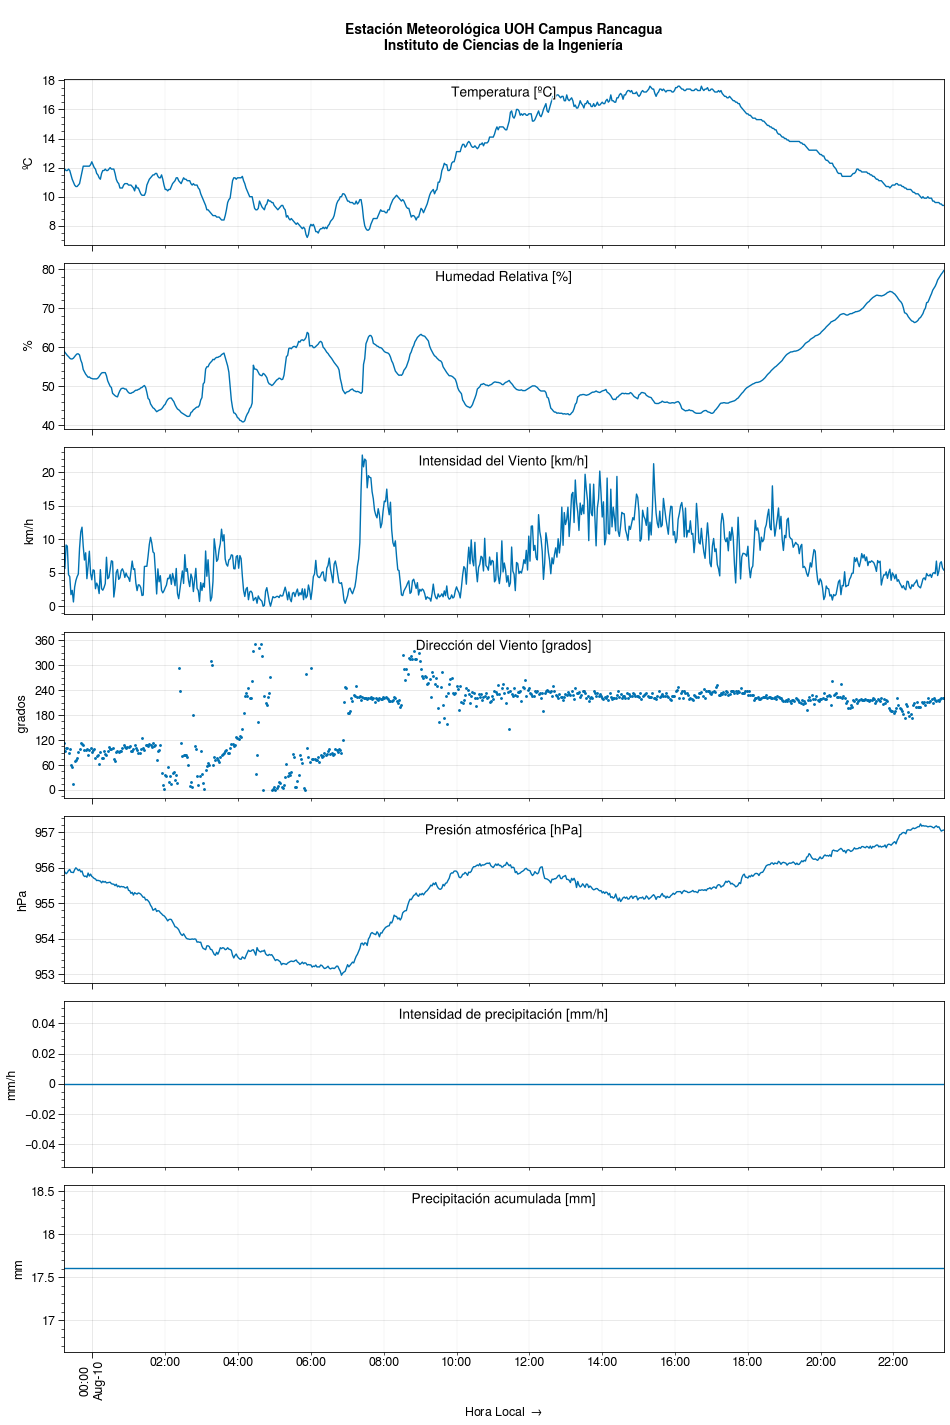 Estación Meteorológica UOH Campus Rancagua
Instituto de Ciencias de la Ingeniería
Temperatura [ºC]
ºC
18
16
14
12
10
8
Humedad Relativa [%]
%
80
70
60
50
40
Intensidad del Viento [km/h]
km/h
20
15
10
5
0
Dirección del Viento [grados]
grados
360
300
240
180
120
60
0
Presión atmosférica [hPa]
hPa
957
956
955
954
953
Intensidad de precipitación [mm/h]
mm/h
0.04
0.02
0
−0.02
−0.04
Precipitación acumulada [mm]
mm
18.5
18
17.5
17
00:00
Aug-10
02:00 04:00 06:00 08:00 10:00 12:00 14:00 16:00 18:00 20:00 22:00
Hora Local →